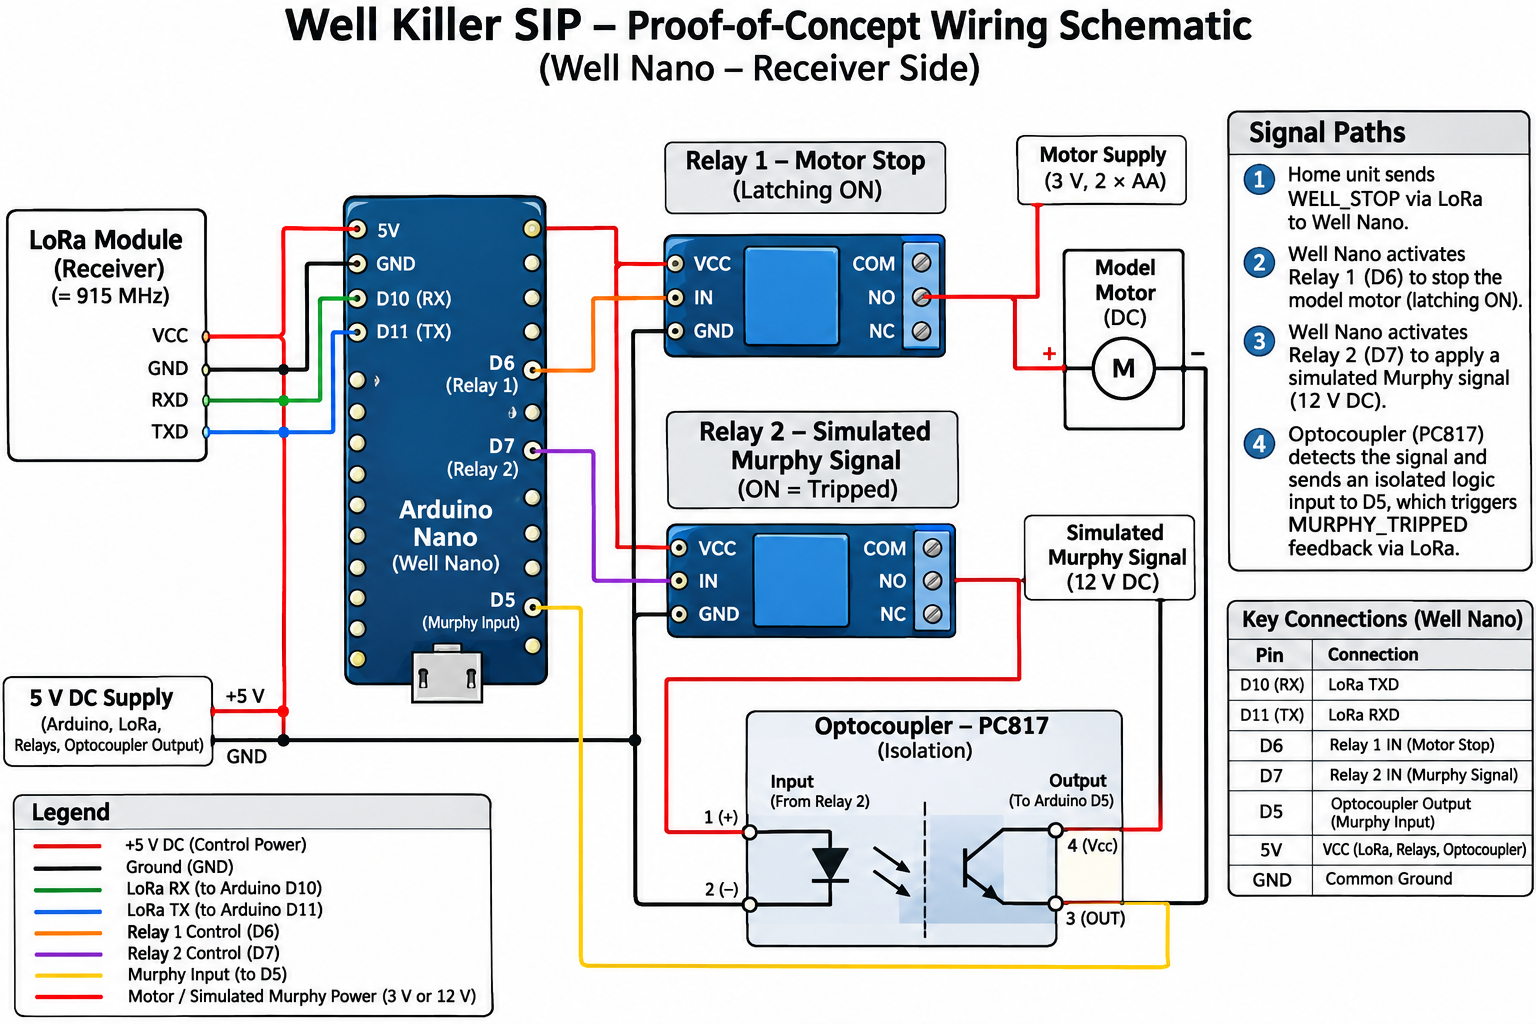 Well Killer SIP – Proof-of-Concept Wiring Schematic
(Well Nano – Receiver Side)
LoRa Module
(Receiver)
(= 915 MHz)
VCC
GND
RXD
TXD
5V
GND
D10 (RX)
D11 (TX)
D6
(Relay 1)
D7
(Relay 2)
Arduino
Nano
(Well Nano)
D5
(Murphy Input)
Relay 1 – Motor Stop
(Latching ON)
VCC
IN
GND
COM
NO
NC
Motor Supply
(3 V, 2 × AA)
Model
Motor
(DC)
+
–
M
Relay 2 – Simulated
Murphy Signal
(ON = Tripped)
VCC
IN
GND
COM
NO
NC
Simulated
Murphy Signal
(12 V DC)
5 V DC Supply
(Arduino, LoRa,
Relays, Optocoupler Output)
+5 V
GND
Optocoupler – PC817
(Isolation)
Input
(From Relay 2)
Output
(To Arduino D5)
1 (+)
2 (–)
4 (Vcc)
3 (OUT)
Legend
+5 V DC (Control Power)
Ground (GND)
LoRa RX (to Arduino D10)
LoRa TX (to Arduino D11)
Relay 1 Control (D6)
Relay 2 Control (D7)
Murphy Input (to D5)
Motor / Simulated Murphy Power (3 V or 12 V)
Signal Paths
1 Home unit sends
WELL_STOP via LoRa
to Well Nano.
2 Well Nano activates
Relay 1 (D6) to stop the
model motor (latching ON).
3 Well Nano activates
Relay 2 (D7) to apply a
simulated Murphy signal
(12 V DC).
4 Optocoupler (PC817)
detects the signal and
sends an isolated logic
input to D5, which triggers
MURPHY_TRIPPED
feedback via LoRa.
Key Connections (Well Nano)
Pin Connection
D10 (RX) LoRa TXD
D11 (TX) LoRa RXD
D6 Relay 1 IN (Motor Stop)
D7 Relay 2 IN (Murphy Signal)
D5 Optocoupler Output
(Murphy Input)
5V VCC (LoRa, Relays, Optocoupler)
GND Common Ground